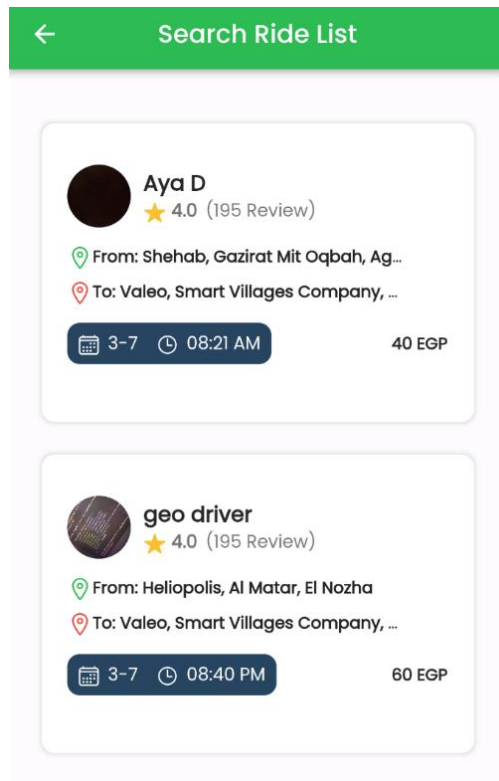 Search Ride List
Aya D
4.0 (195 Review)
From: Shehab, Gazirat Mit Oqbah, Ag...
To: Valeo, Smart Villages Company, ...
3-7 08:21 AM 40 EGP
geo driver
4.0 (195 Review)
From: Heliopolis, Al Matar, El Nozha
To: Valeo, Smart Villages Company, ...
3-7 08:40 PM 60 EGP